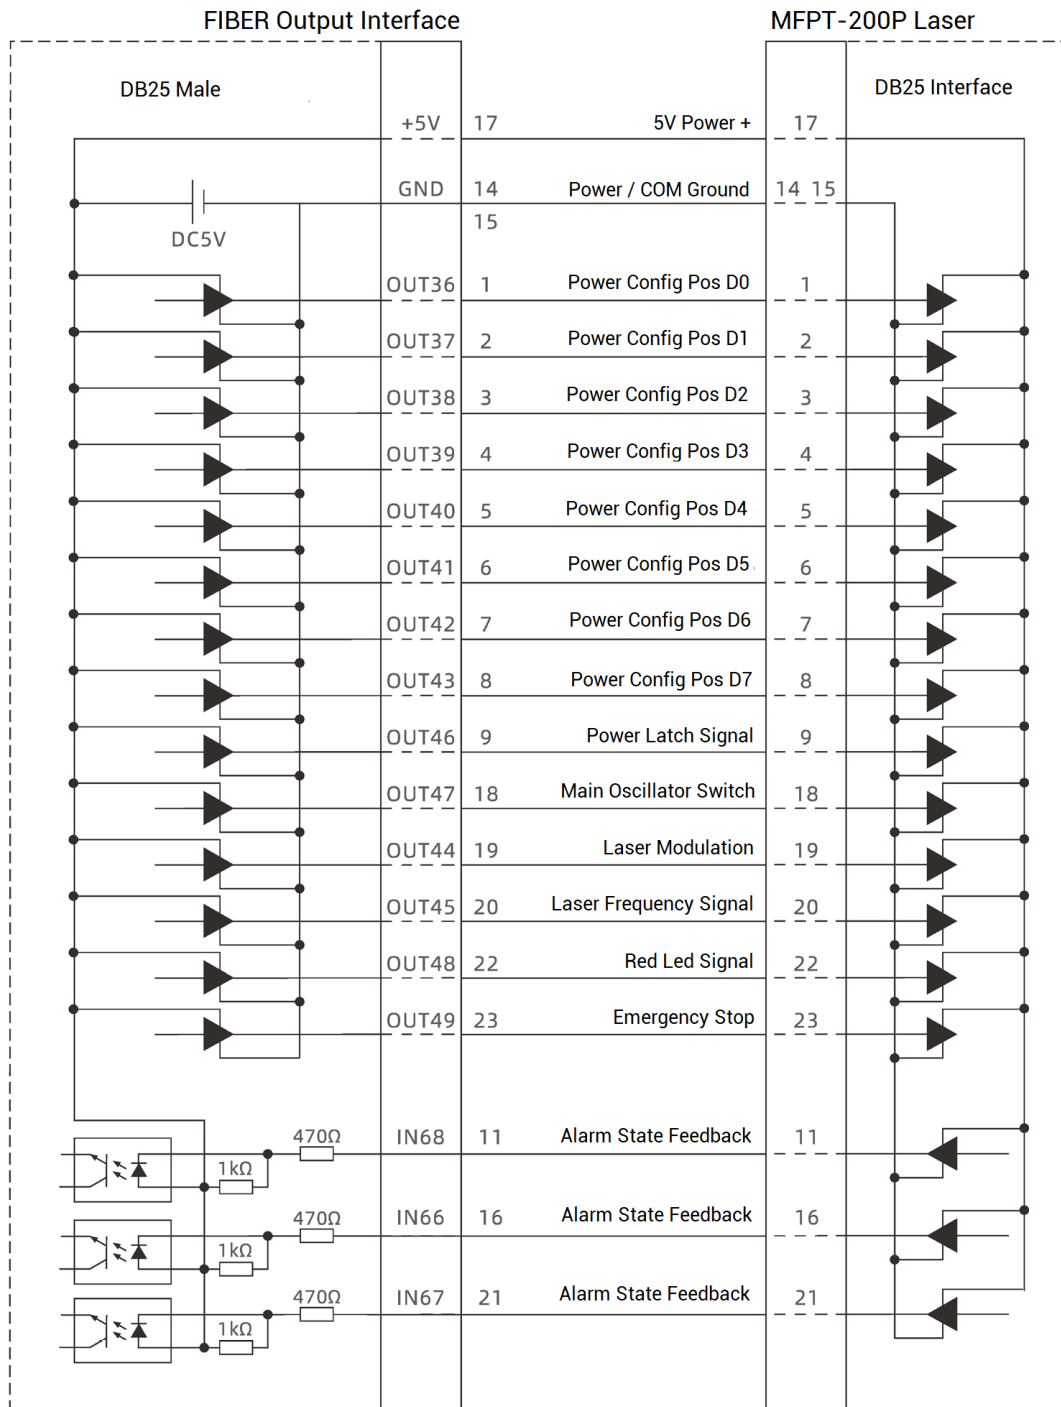 FIBER Output Interface MFPT-200P Laser
DB25 Male DB25 Interface
+5V 17 5V Power + 17
GND 14 Power / COM Ground 14 15
15
DC5V
OUT36 1 Power Config Pos D0 1
OUT37 2 Power Config Pos D1 2
OUT38 3 Power Config Pos D2 3
OUT39 4 Power Config Pos D3 4
OUT40 5 Power Config Pos D4 5
OUT41 6 Power Config Pos D5 6
OUT42 7 Power Config Pos D6 7
OUT43 8 Power Config Pos D7 8
OUT46 9 Power Latch Signal 9
OUT47 18 Main Oscillator Switch 18
OUT44 19 Laser Modulation 19
OUT45 20 Laser Frequency Signal 20
OUT48 22 Red Led Signal 22
OUT49 23 Emergency Stop 23
470Ω IN68 11 Alarm State Feedback 11
1kΩ
470Ω IN66 16 Alarm State Feedback 16
1kΩ
470Ω IN67 21 Alarm State Feedback 21
1kΩ